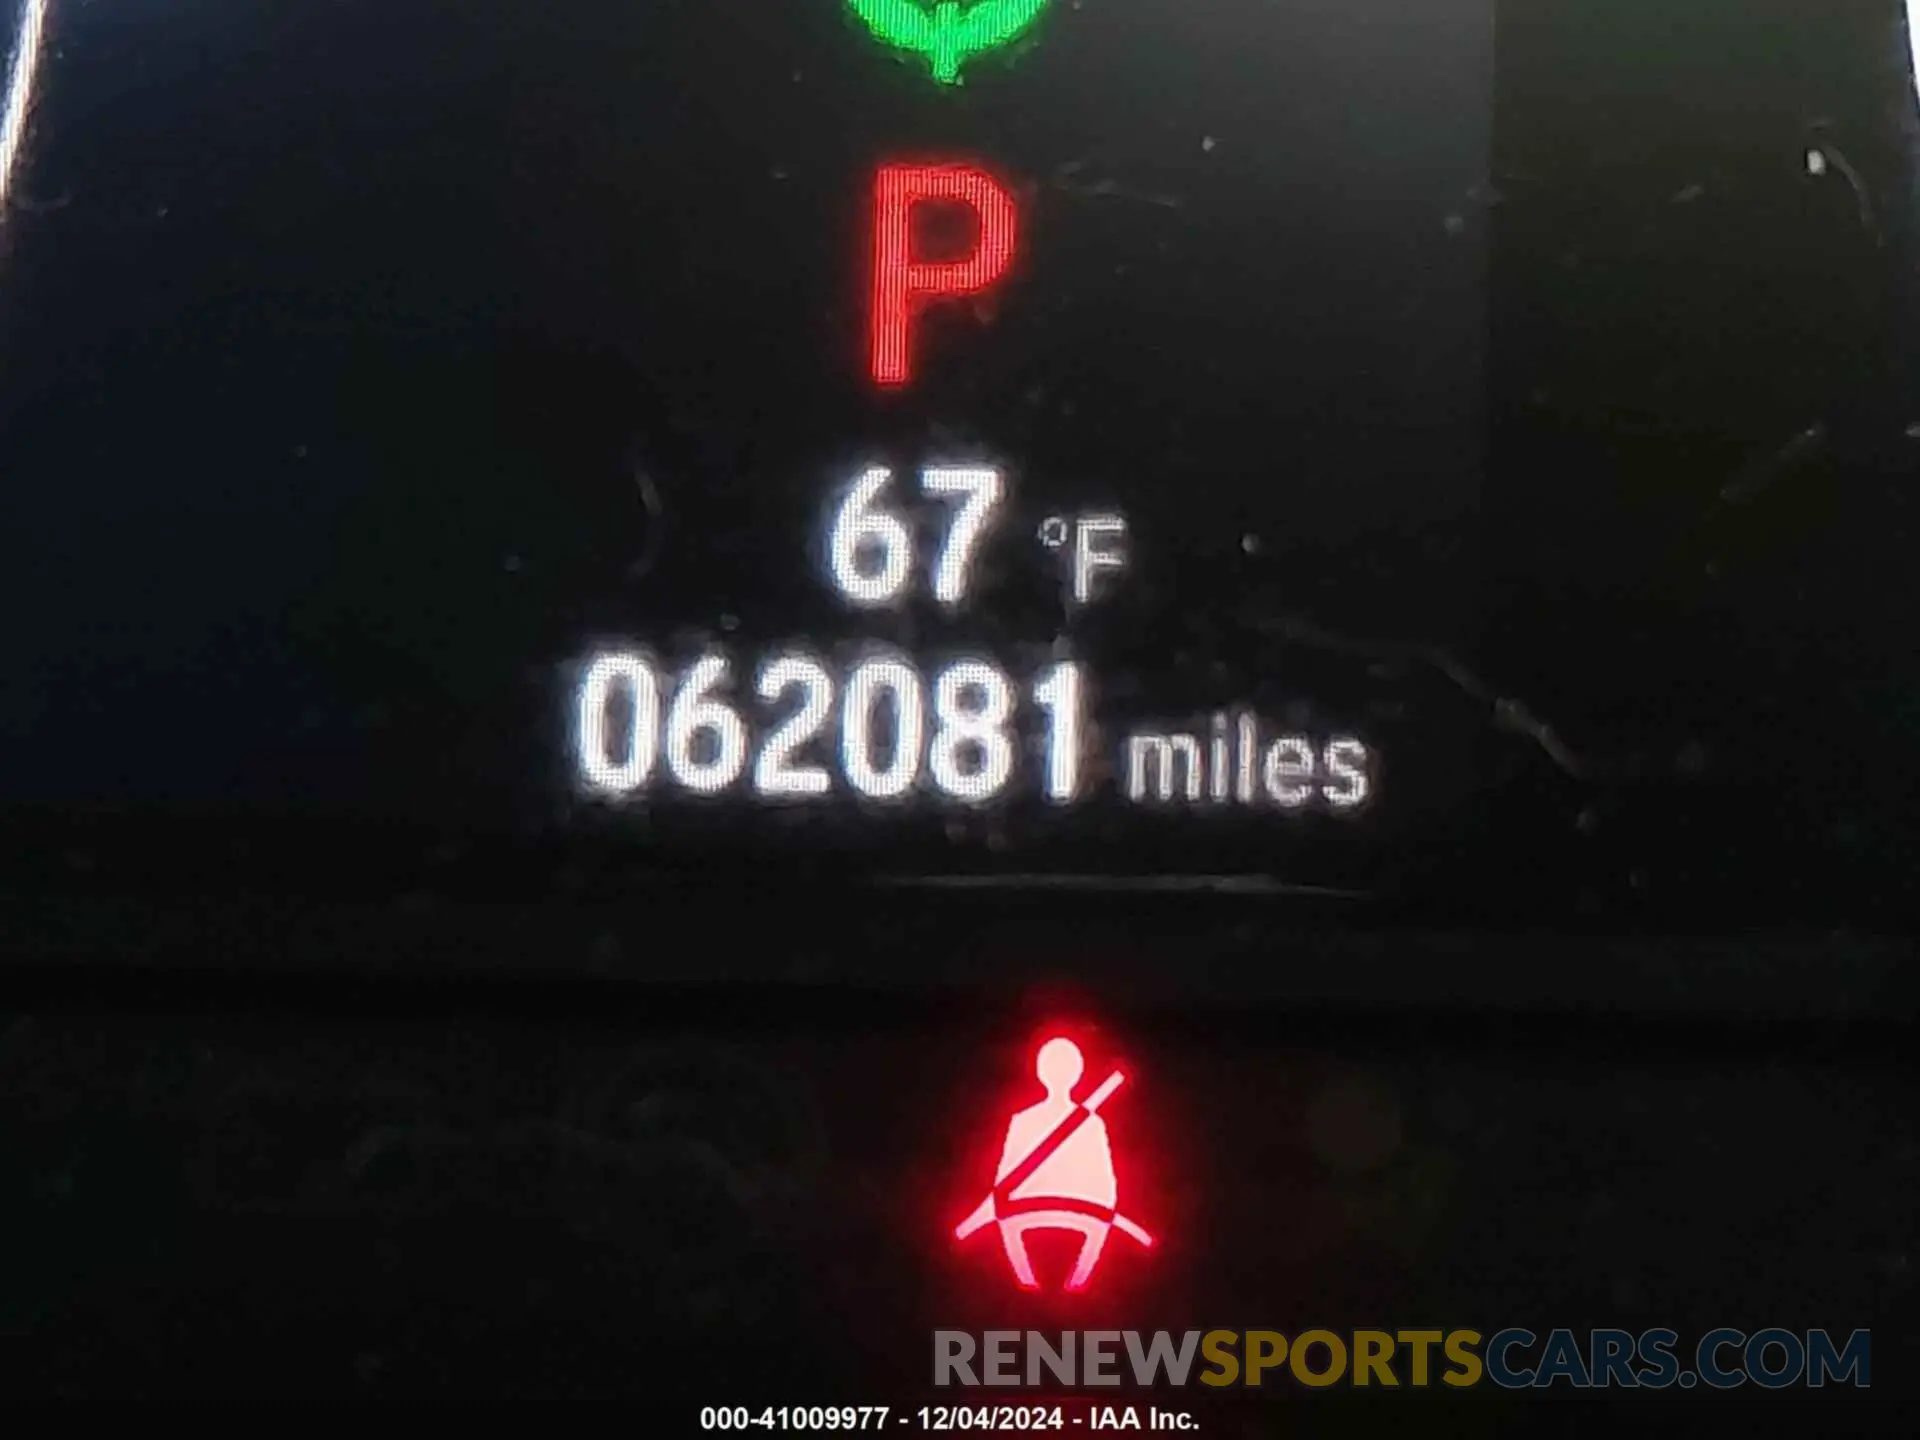 P
67 °F
062081 miles
RENEWSPORTSCARS.COM
000-41009977 - 12/04/2024 - IAA Inc.